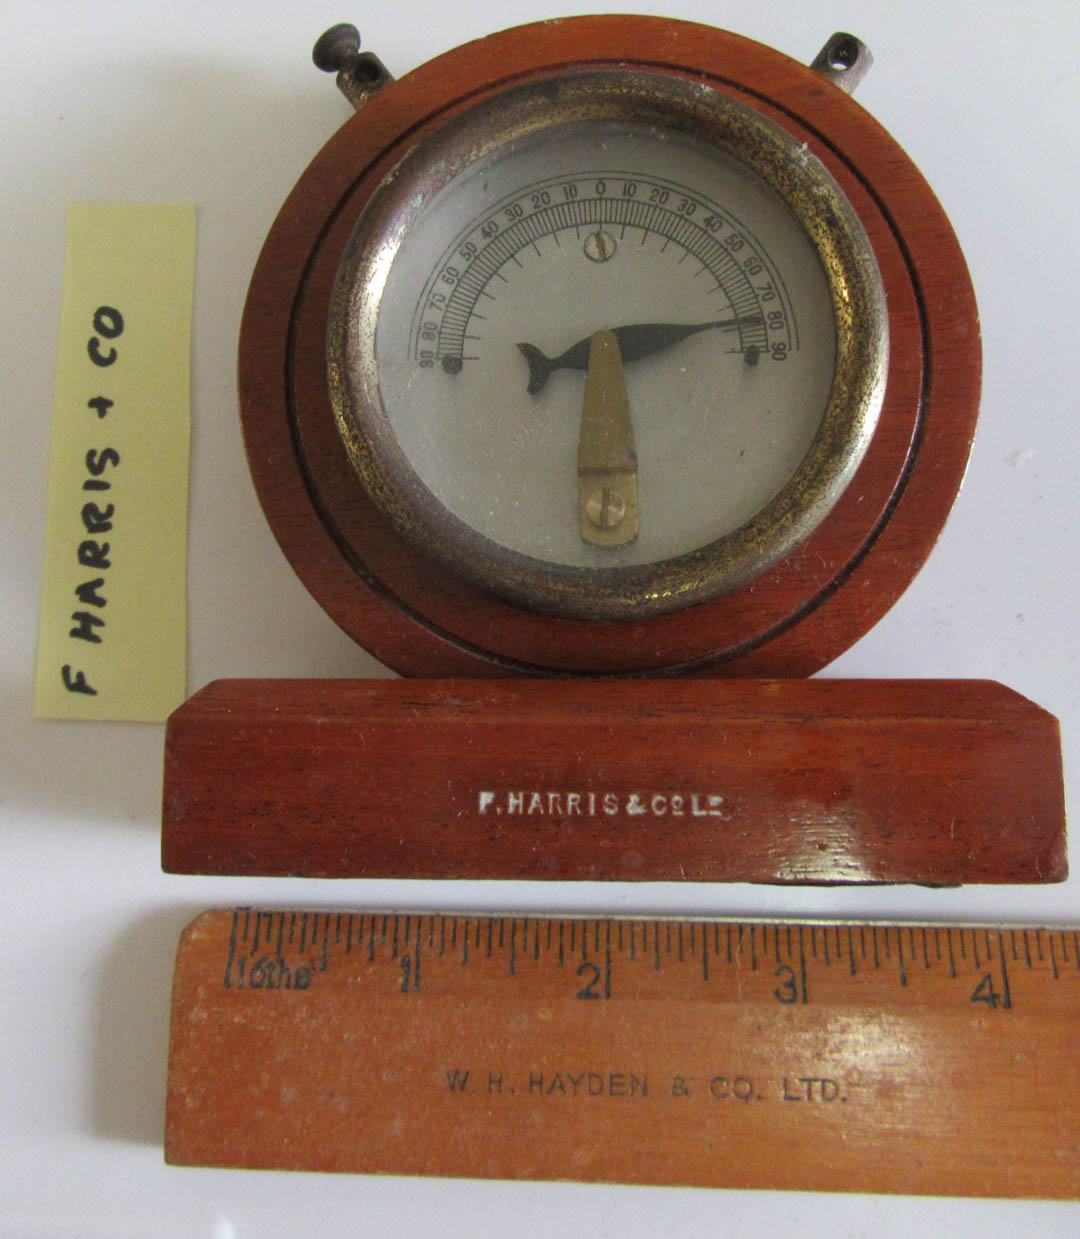 90 80 70 60 50 40 30 20 10 0 10 20 30 40 50 60 70 80 90
F HARRIS + CO
F. HARRIS & Co LD
16ths 1 2 3 4
W. H. HAYDEN & CO. LTD.